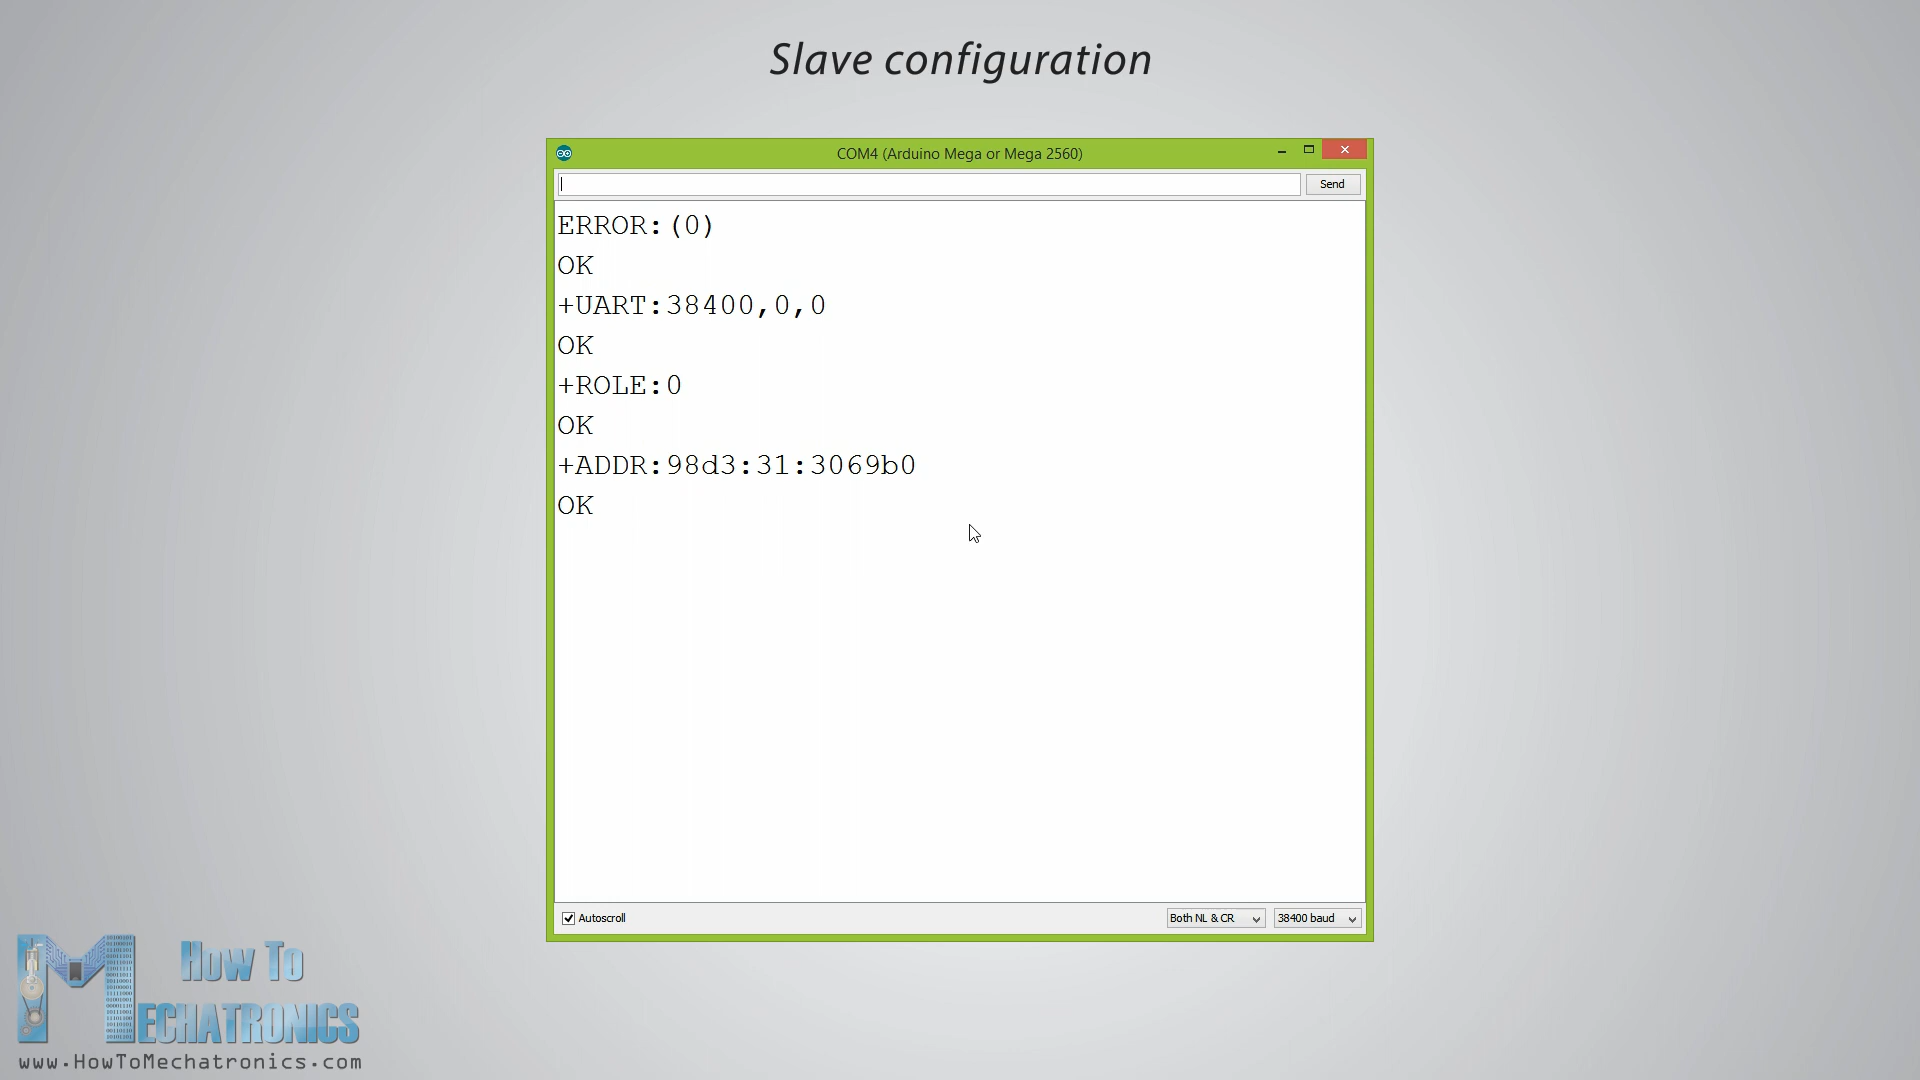 Slave configuration
COM4 (Arduino Mega or Mega 2560)
Send
ERROR:(0)
OK
+UART:38400,0,0
OK
+ROLE:0
OK
+ADDR:98d3:31:3069b0
OK
Autoscroll
Both NL & CR
38400 baud
How To
MECHATRONICS
www.HowToMechatronics.com